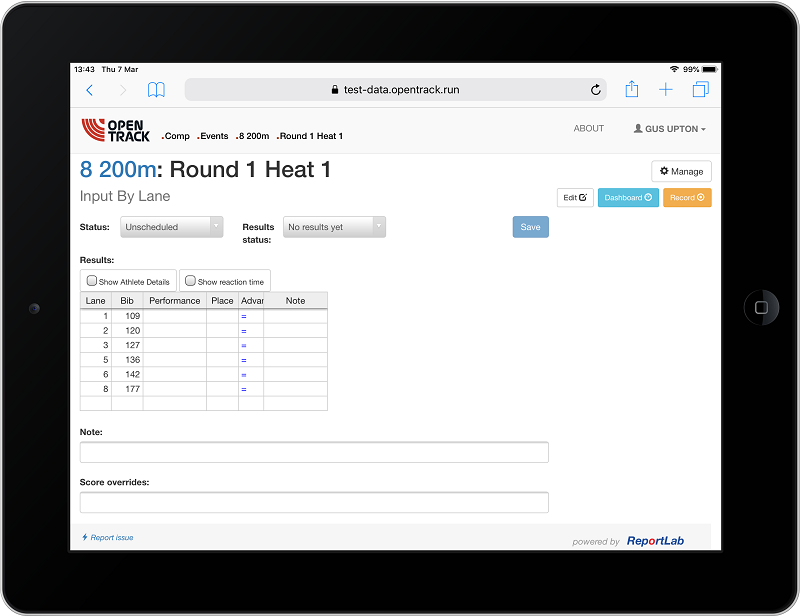 13:43 Thu 7 Mar 99%
test-data.opentrack.run
OPEN TRACK .Comp .Events .8 200m .Round 1 Heat 1 ABOUT GUS UPTON
8 200m: Round 1 Heat 1 Manage
Input By Lane Edit Dashboard Record
Status: Unscheduled Results status: No results yet Save
Results:
Show Athlete Details Show reaction time
Lane Bib Performance Place Advar Note
1 109 =
2 120 =
3 127 =
5 136 =
6 142 =
8 177 =
Note:
Score overrides:
Report issue powered by ReportLab